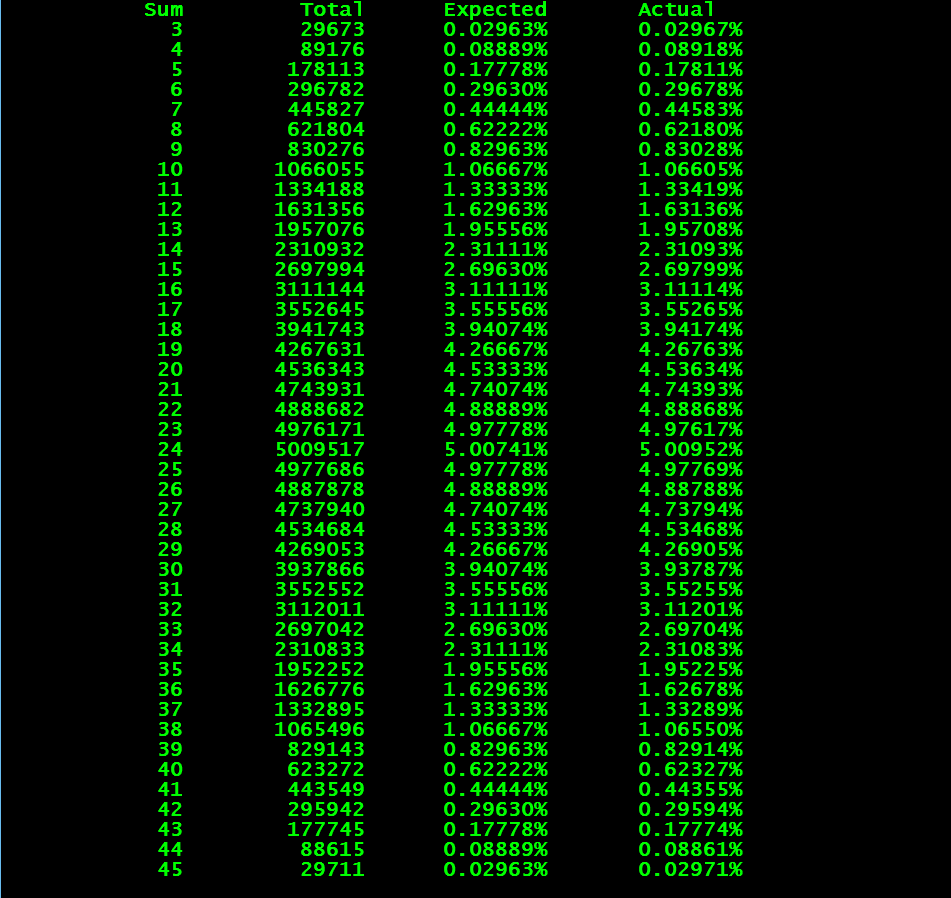 Sum Total Expected Actual
3 29673 0.02963% 0.02967%
4 89176 0.08889% 0.08918%
5 178113 0.17778% 0.17811%
6 296782 0.29630% 0.29678%
7 445827 0.44444% 0.44583%
8 621804 0.62222% 0.62180%
9 830276 0.82963% 0.83028%
10 1066055 1.06667% 1.06605%
11 1334188 1.33333% 1.33419%
12 1631356 1.62963% 1.63136%
13 1957076 1.95556% 1.95708%
14 2310932 2.31111% 2.31093%
15 2697994 2.69630% 2.69799%
16 3111144 3.11111% 3.11114%
17 3552645 3.55556% 3.55265%
18 3941743 3.94074% 3.94174%
19 4267631 4.26667% 4.26763%
20 4536343 4.53333% 4.53634%
21 4743931 4.74074% 4.74393%
22 4888682 4.88889% 4.88868%
23 4976171 4.97778% 4.97617%
24 5009517 5.00741% 5.00952%
25 4977686 4.97778% 4.97769%
26 4887878 4.88889% 4.88788%
27 4737940 4.74074% 4.73794%
28 4534684 4.53333% 4.53468%
29 4269053 4.26667% 4.26905%
30 3937866 3.94074% 3.93787%
31 3552552 3.55556% 3.55255%
32 3112011 3.11111% 3.11201%
33 2697042 2.69630% 2.69704%
34 2310833 2.31111% 2.31083%
35 1952252 1.95556% 1.95225%
36 1626776 1.62963% 1.62678%
37 1332895 1.33333% 1.33289%
38 1065496 1.06667% 1.06550%
39 829143 0.82963% 0.82914%
40 623272 0.62222% 0.62327%
41 443549 0.44444% 0.44355%
42 295942 0.29630% 0.29594%
43 177745 0.17778% 0.17774%
44 88615 0.08889% 0.08861%
45 29711 0.02963% 0.02971%